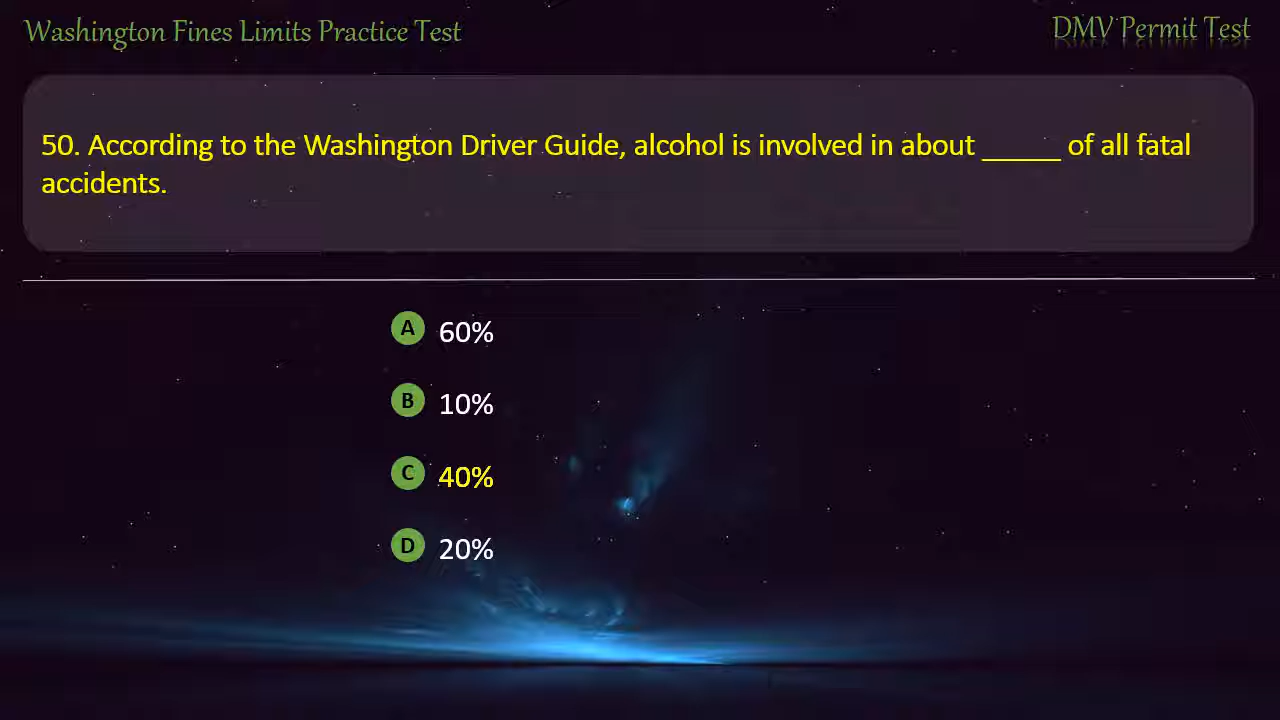 Washington Fines Limits Practice Test
DMV Permit Test
50. According to the Washington Driver Guide, alcohol is involved in about _____ of all fatal
accidents.
A 60%
B 10%
C 40%
D 20%